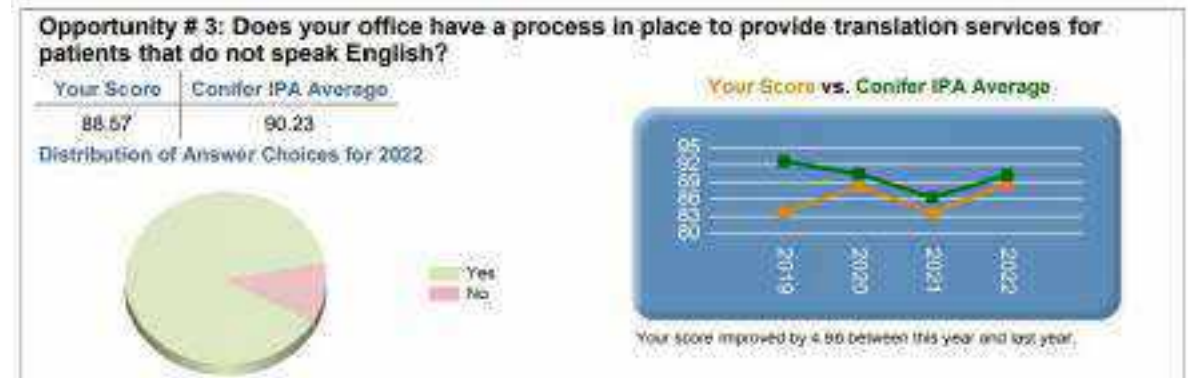 Opportunity # 3: Does your office have a process in place to provide translation services for
patients that do not speak English?
Your Score Conifer IPA Average
88.57 90.23
Distribution of Answer Choices for 2022
Yes
No
Your Score vs. Conifer IPA Average
2019
2020
2021
2022
Your score improved by between this year and last year.